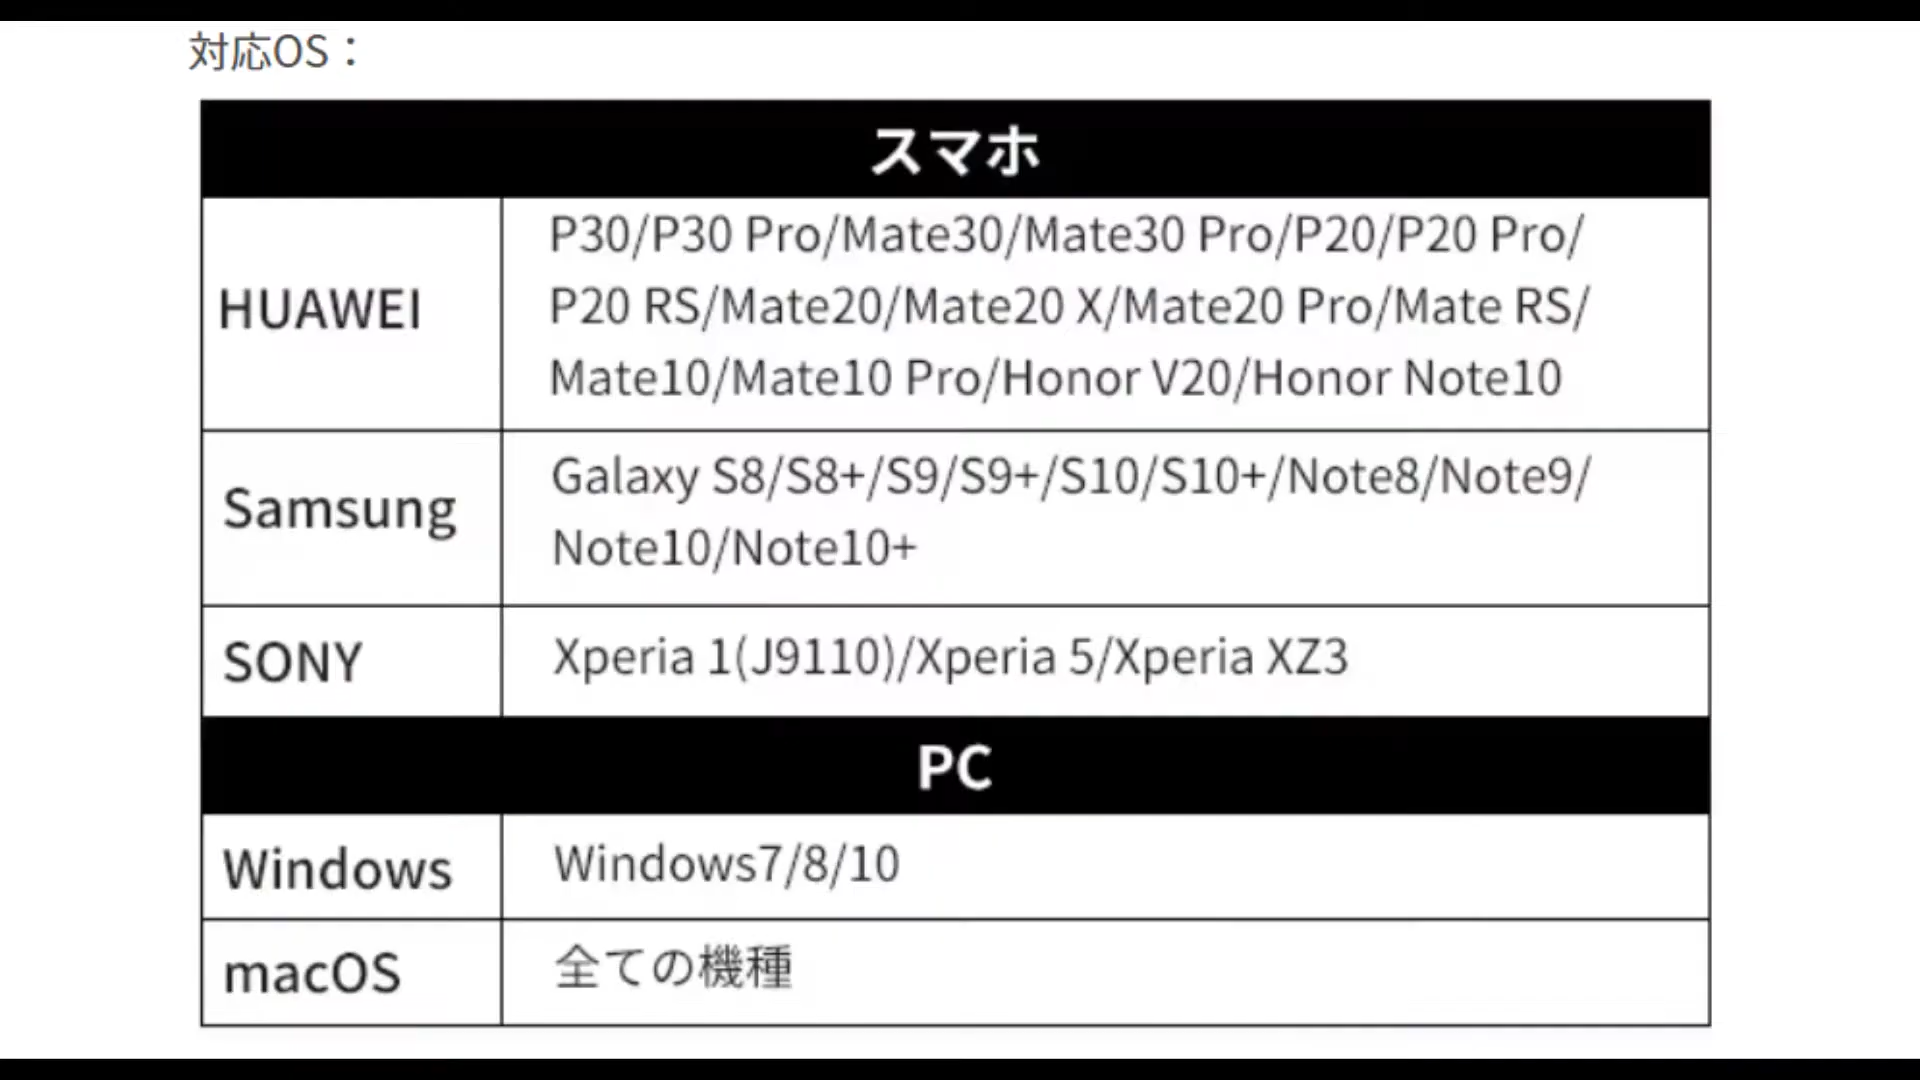 対応OS：
スマホ
HUAWEI
P30/P30 Pro/Mate30/Mate30 Pro/P20/P20 Pro/
P20 RS/Mate20/Mate20 X/Mate20 Pro/Mate RS/
Mate10/Mate10 Pro/Honor V20/Honor Note10
Samsung
Galaxy S8/S8+/S9/S9+/S10/S10+/Note8/Note9/
Note10/Note10+
SONY
Xperia 1(J9110)/Xperia 5/Xperia XZ3
PC
Windows
Windows7/8/10
macOS
全ての機種